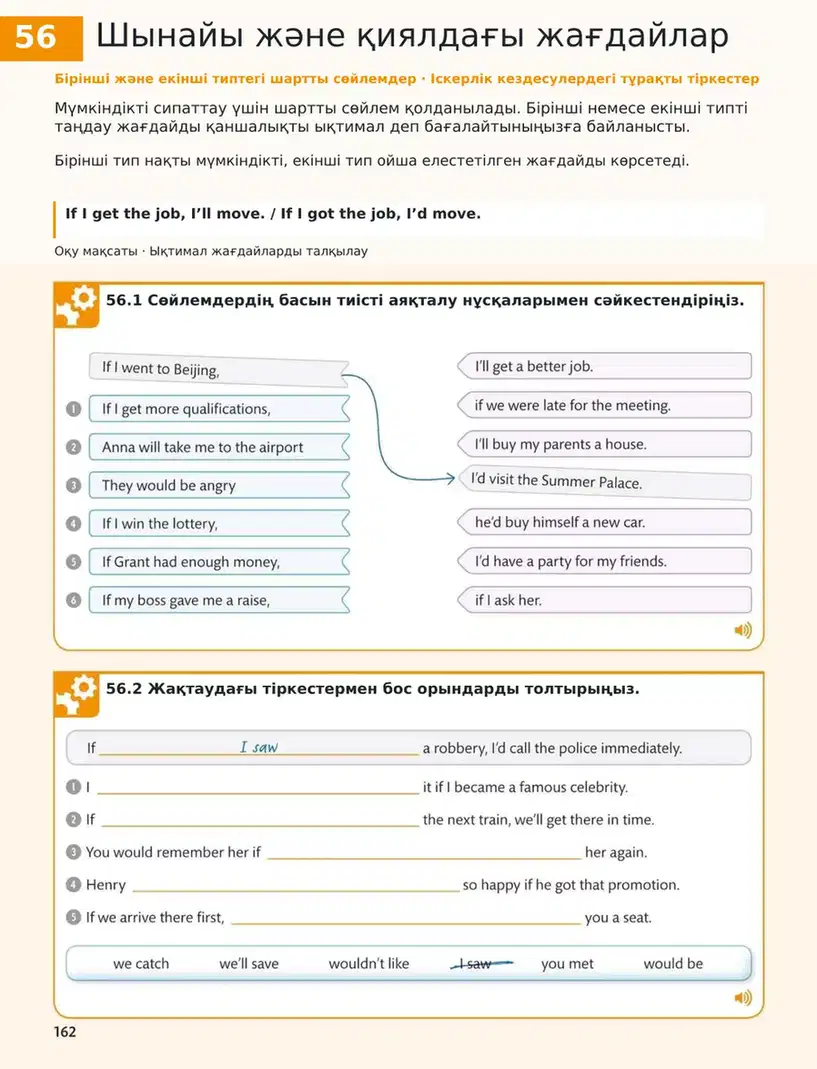 56 Шынайы және қиялдағы жағдайлар
Бірінші және екінші типтегі шартты сөйлемдер · Іскерлік кездесулердегі тұрақты тіркестер
Мүмкіндікті сипаттау үшін шартты сөйлем қолданылады. Бірінші немесе екінші типті
таңдау жағдайды қаншалықты ықтимал деп бағалайтыныңызға байланысты.
Бірінші тип нақты мүмкіндікті, екінші тип ойша елестетілген жағдайды көрсетеді.
If I get the job, I’ll move. / If I got the job, I’d move.
Оқу мақсаты · Ықтимал жағдайларды талқылау
56.1 Сөйлемдердің басын тиісті аяқталу нұсқаларымен сәйкестендіріңіз.
If I went to Beijing,
1 If I get more qualifications,
2 Anna will take me to the airport
3 They would be angry
4 If I win the lottery,
5 If Grant had enough money,
6 If my boss gave me a raise,
I’ll get a better job.
if we were late for the meeting.
I’ll buy my parents a house.
I’d visit the Summer Palace.
he’d buy himself a new car.
I’d have a party for my friends.
if I ask her.
56.2 Жақтаудағы тіркестермен бос орындарды толтырыңыз.
If I saw a robbery, I’d call the police immediately.
1 I it if I became a famous celebrity.
2 If the next train, we’ll get there in time.
3 You would remember her if her again.
4 Henry so happy if he got that promotion.
5 If we arrive there first, you a seat.
we catch we’ll save wouldn’t like I saw you met would be
162